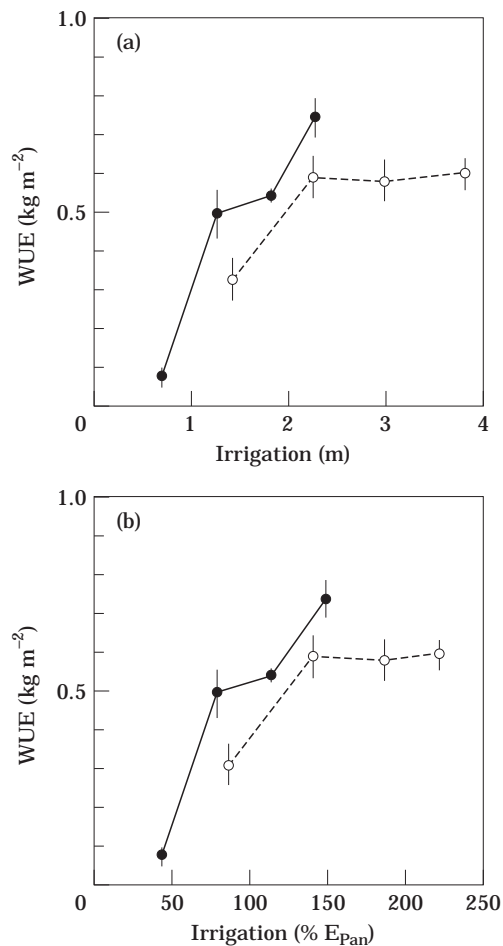 1.0
(a)
WUE (kg m⁻²)
0.5
0
1
2
3
4
Irrigation (m)
1.0
(b)
WUE (kg m⁻²)
0.5
0
50
100
150
200
250
Irrigation (% E_Pan)